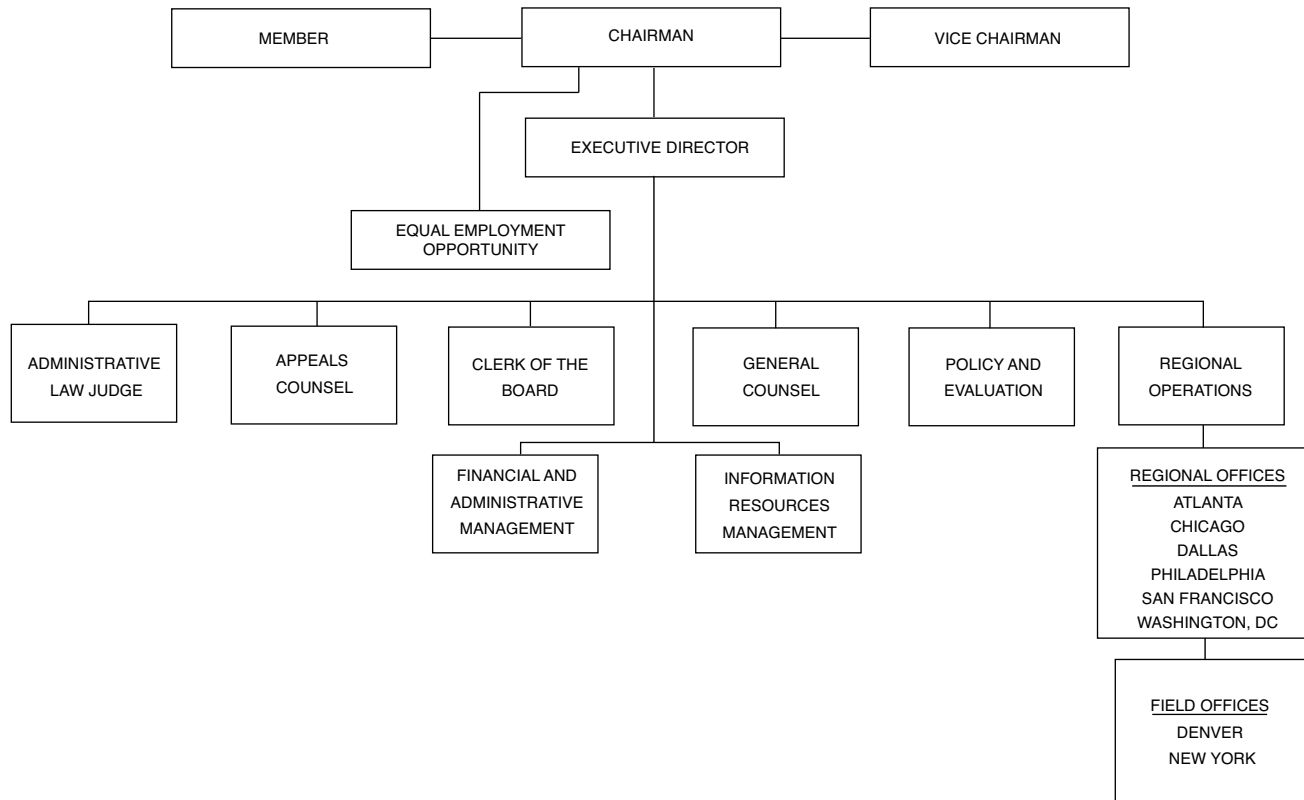 MEMBER
CHAIRMAN
VICE CHAIRMAN
EXECUTIVE DIRECTOR
EQUAL EMPLOYMENT
OPPORTUNITY
ADMINISTRATIVE
LAW JUDGE
APPEALS
COUNSEL
CLERK OF THE
BOARD
GENERAL
COUNSEL
POLICY AND
EVALUATION
REGIONAL
OPERATIONS
FINANCIAL AND
ADMINISTRATIVE
MANAGEMENT
INFORMATION
RESOURCES
MANAGEMENT
REGIONAL OFFICES
ATLANTA
CHICAGO
DALLAS
PHILADELPHIA
SAN FRANCISCO
WASHINGTON, DC
FIELD OFFICES
DENVER
NEW YORK